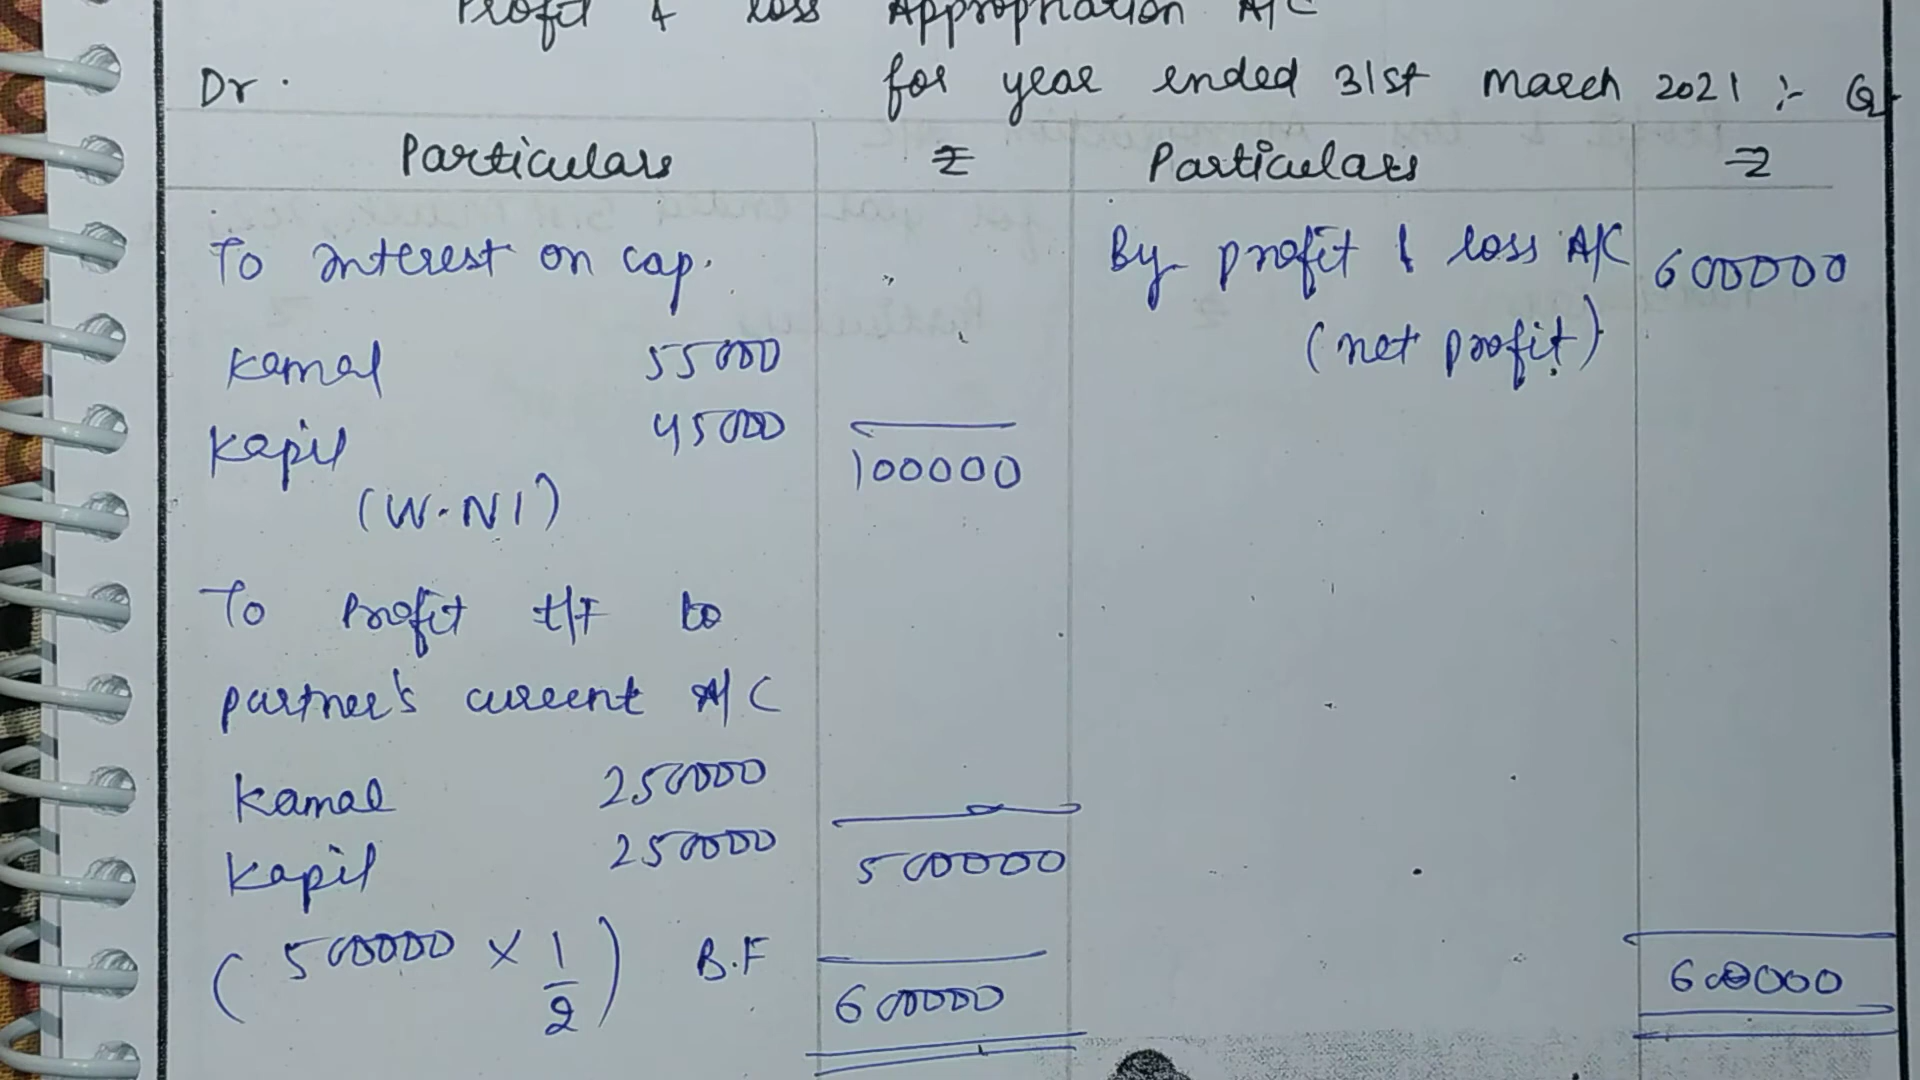 Profit & loss Appropriation A/C
Dr. for year ended 31st March 2021 :- Cr
Particulars ₹ Particulars ₹
To Interest on cap. By profit & loss A/C 600000
(net profit)
Kamal 55000
Kapil 45000 100000
(W.N1)
To Profit t/f to
partner's current A/C
Kamal 250000
Kapil 250000 500000
(500000 × 1/2) B.F
600000 600000